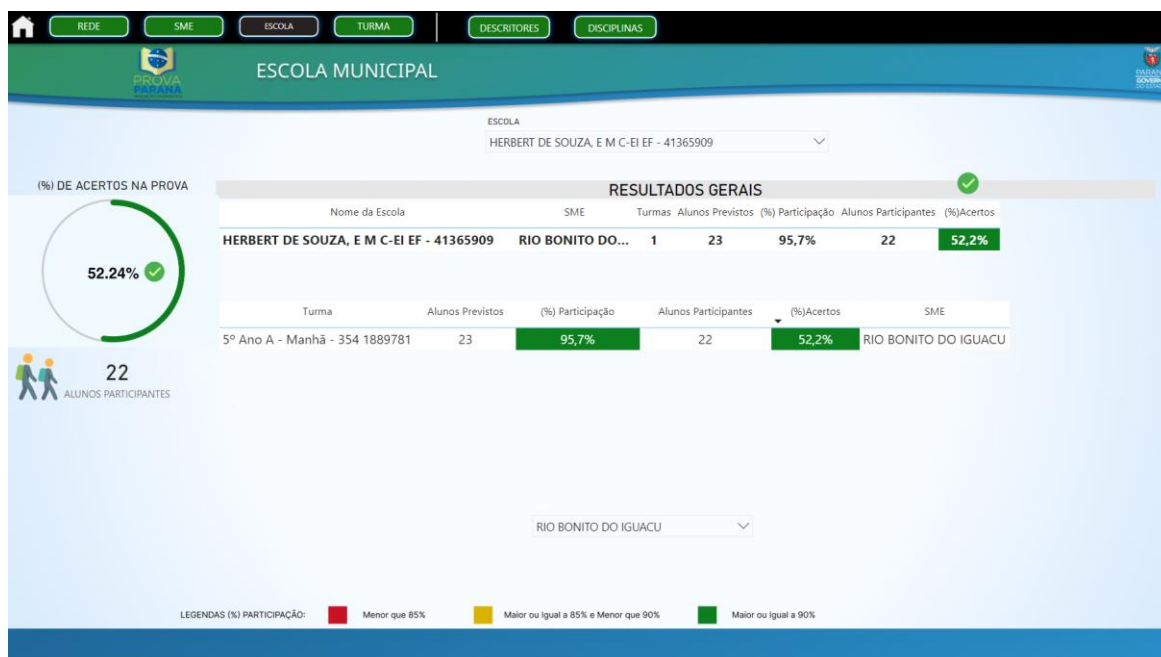 REDE SME ESCOLA TURMA DESCRITORES DISCIPLINAS
PROVA
PARANÁ
ESCOLA MUNICIPAL
PARANÁ
GOVERNO
DO ESTADO
ESCOLA
HERBERT DE SOUZA, E M C-EI EF - 41365909
(%) DE ACERTOS NA PROVA
RESULTADOS GERAIS
Nome da Escola SME Turmas Alunos Previstos (%) Participação Alunos Participantes (%)Acertos
HERBERT DE SOUZA, E M C-EI EF - 41365909 RIO BONITO DO... 1 23 95,7% 22 52,2%
52.24%
Turma Alunos Previstos (%) Participação Alunos Participantes (%)Acertos SME
5º Ano A - Manhã - 354 1889781 23 95,7% 22 52,2% RIO BONITO DO IGUACU
22
ALUNOS PARTICIPANTES
RIO BONITO DO IGUACU
LEGENDAS (%) PARTICIPAÇÃO: Menor que 85% Maior ou Igual a 85% e Menor que 90% Maior ou Igual a 90%